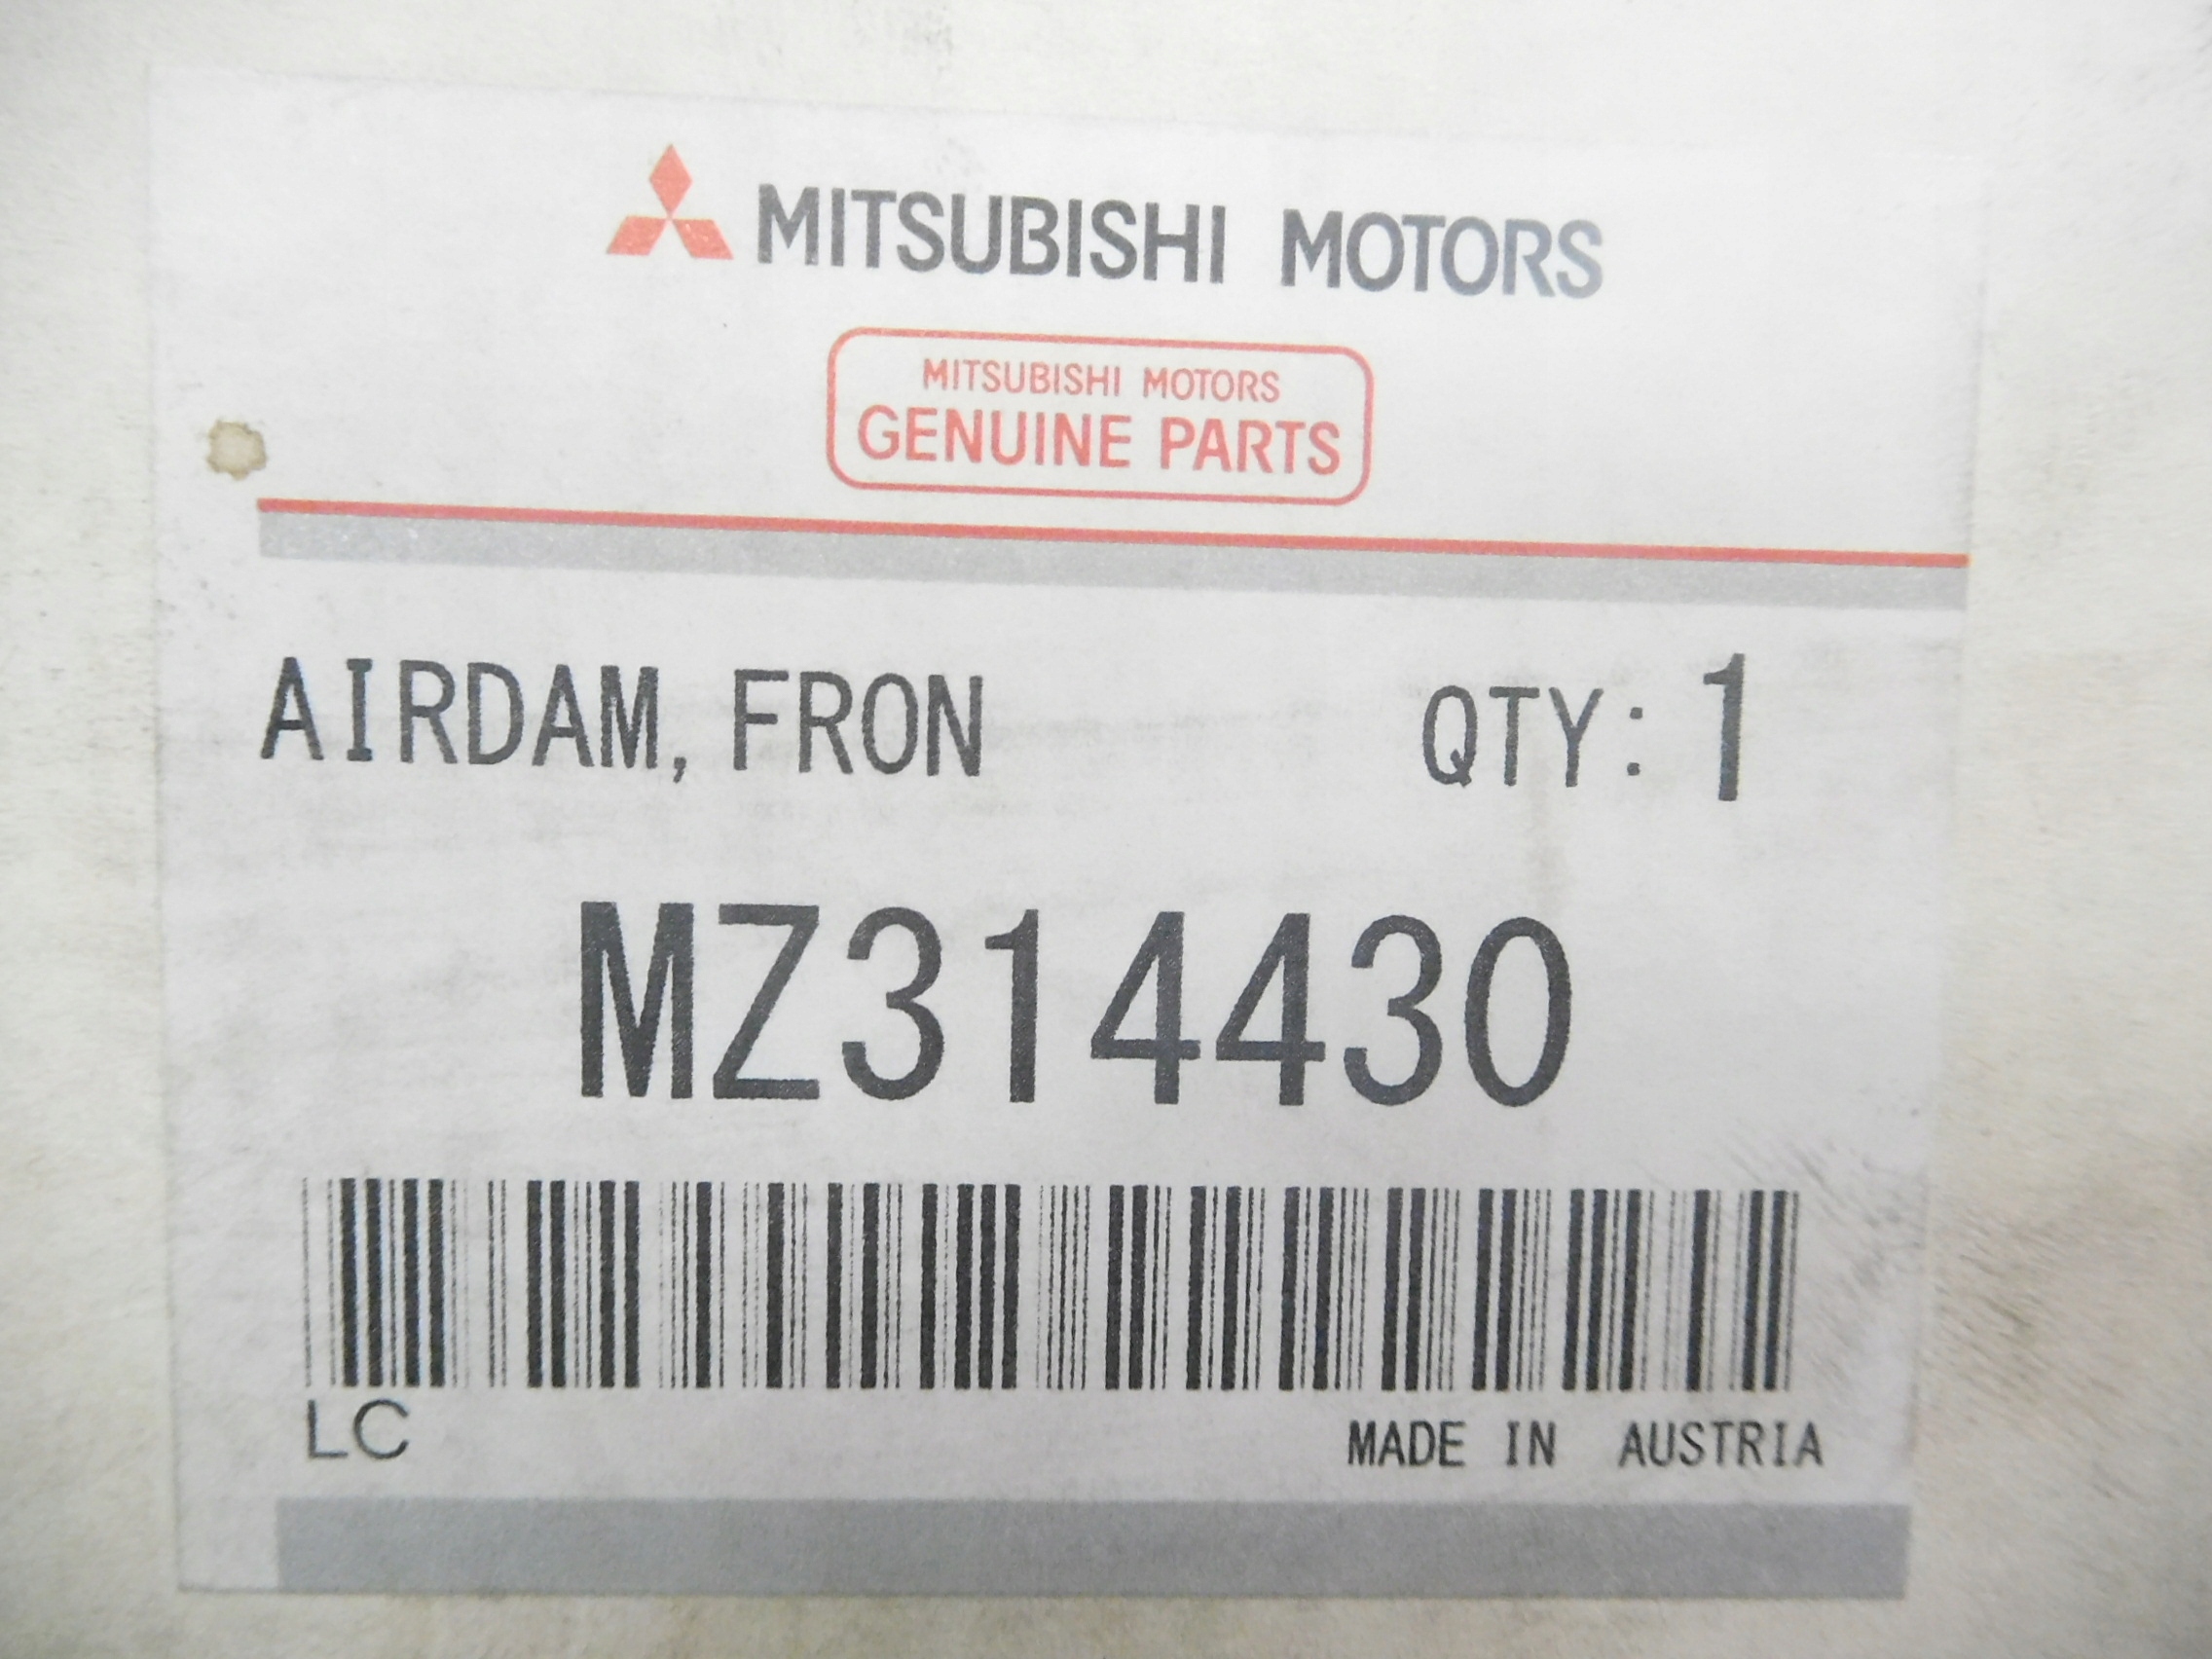 MITSUBISHI MOTORS
MITSUBISHI MOTORS
GENUINE PARTS
AIRDAM, FRON QTY: 1
MZ314430
LC MADE IN AUSTRIA